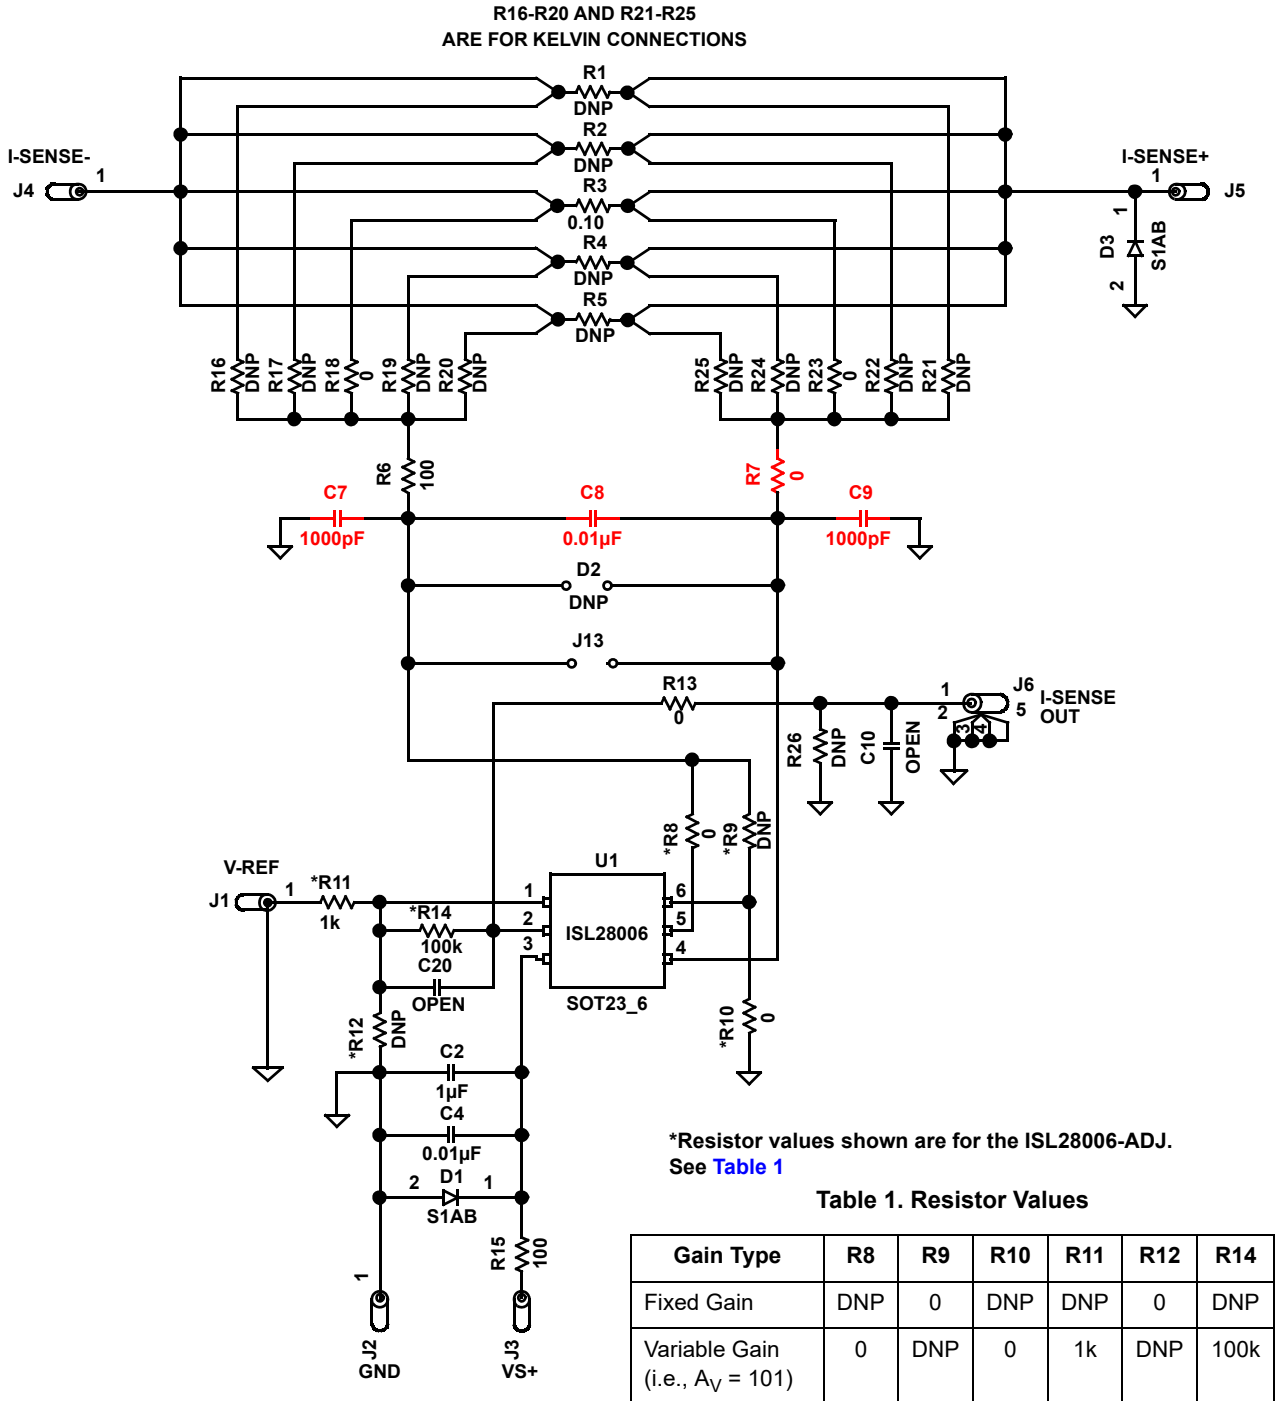 R16-R20 AND R21-R25
ARE FOR KELVIN CONNECTIONS
R1
DNP
R2
DNP
I-SENSE-
1
J4
R3
0.10
I-SENSE+
1
J5
R4
DNP
1
D3
S1AB
2
R5
DNP
R16
DNP
R17
DNP
R18
0
R19
DNP
R20
DNP
R25
DNP
R24
DNP
R23
0
R22
DNP
R21
DNP
R6
100
R7
0
C7
1000pF
C8
0.01µF
C9
1000pF
D2
DNP
J13
R13
0
1
J6
I-SENSE
OUT
2
3
4
5
R26
DNP
C10
OPEN
*R8
0
*R9
DNP
V-REF
J1
1
*R11
1k
*R14
100k
C20
OPEN
U1
1
2
3
ISL28006
6
5
4
SOT23_6
*R12
DNP
*R10
0
C2
1µF
C4
0.01µF
2
D1
1
S1AB
R15
100
1
J2
GND
J3
VS+
*Resistor values shown are for the ISL28006-ADJ.
See Table 1
Table 1. Resistor Values
Gain Type R8 R9 R10 R11 R12 R14
Fixed Gain DNP 0 DNP DNP 0 DNP
Variable Gain 0 DNP 0 1k DNP 100k
(i.e., AV = 101)